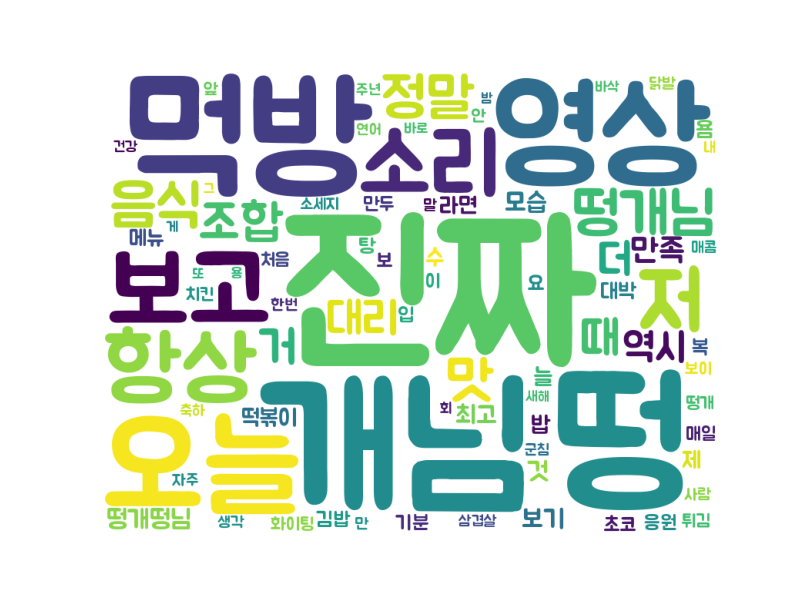 앞 주년 정말 밤 바삭 닭발
먹방 영상
건강 연어 바로 안 욤 내
소리
음식 그 소세지 만두 말 라면 모습 떵개님
메뉴 게 조합 처음 탕 보 수 더 만족 매콤
보고 또 용 진짜 이 요 대박 저
치킨 한번 대리 입
항상 거 때 역시 복
맛 늘 보이
축하 떡볶이 회 최고 새해 밥 떵개
오늘 개님 떵 매일
자주 군침 것 제 사람
떵개떵님 생각 화이팅 김밥 만 기분 삼겹살 보기 초코 응원 튀김